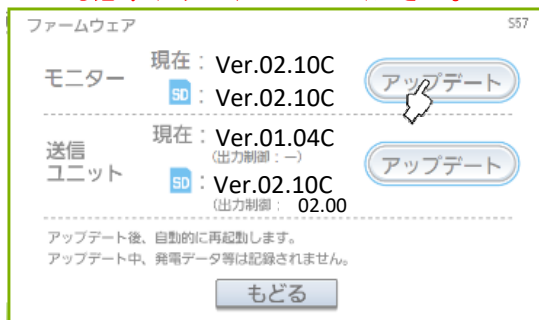 ファームウェア
S57
モニター
現在：Ver.02.10C
SD：Ver.02.10C
アップデート
送信
ユニット
現在：Ver.01.04C
(出力制御：－)
SD：Ver.02.10C
(出力制御： 02.00
アップデート
アップデート後、自動的に再起動します。
アップデート中、発電データ等は記録されません。
もどる